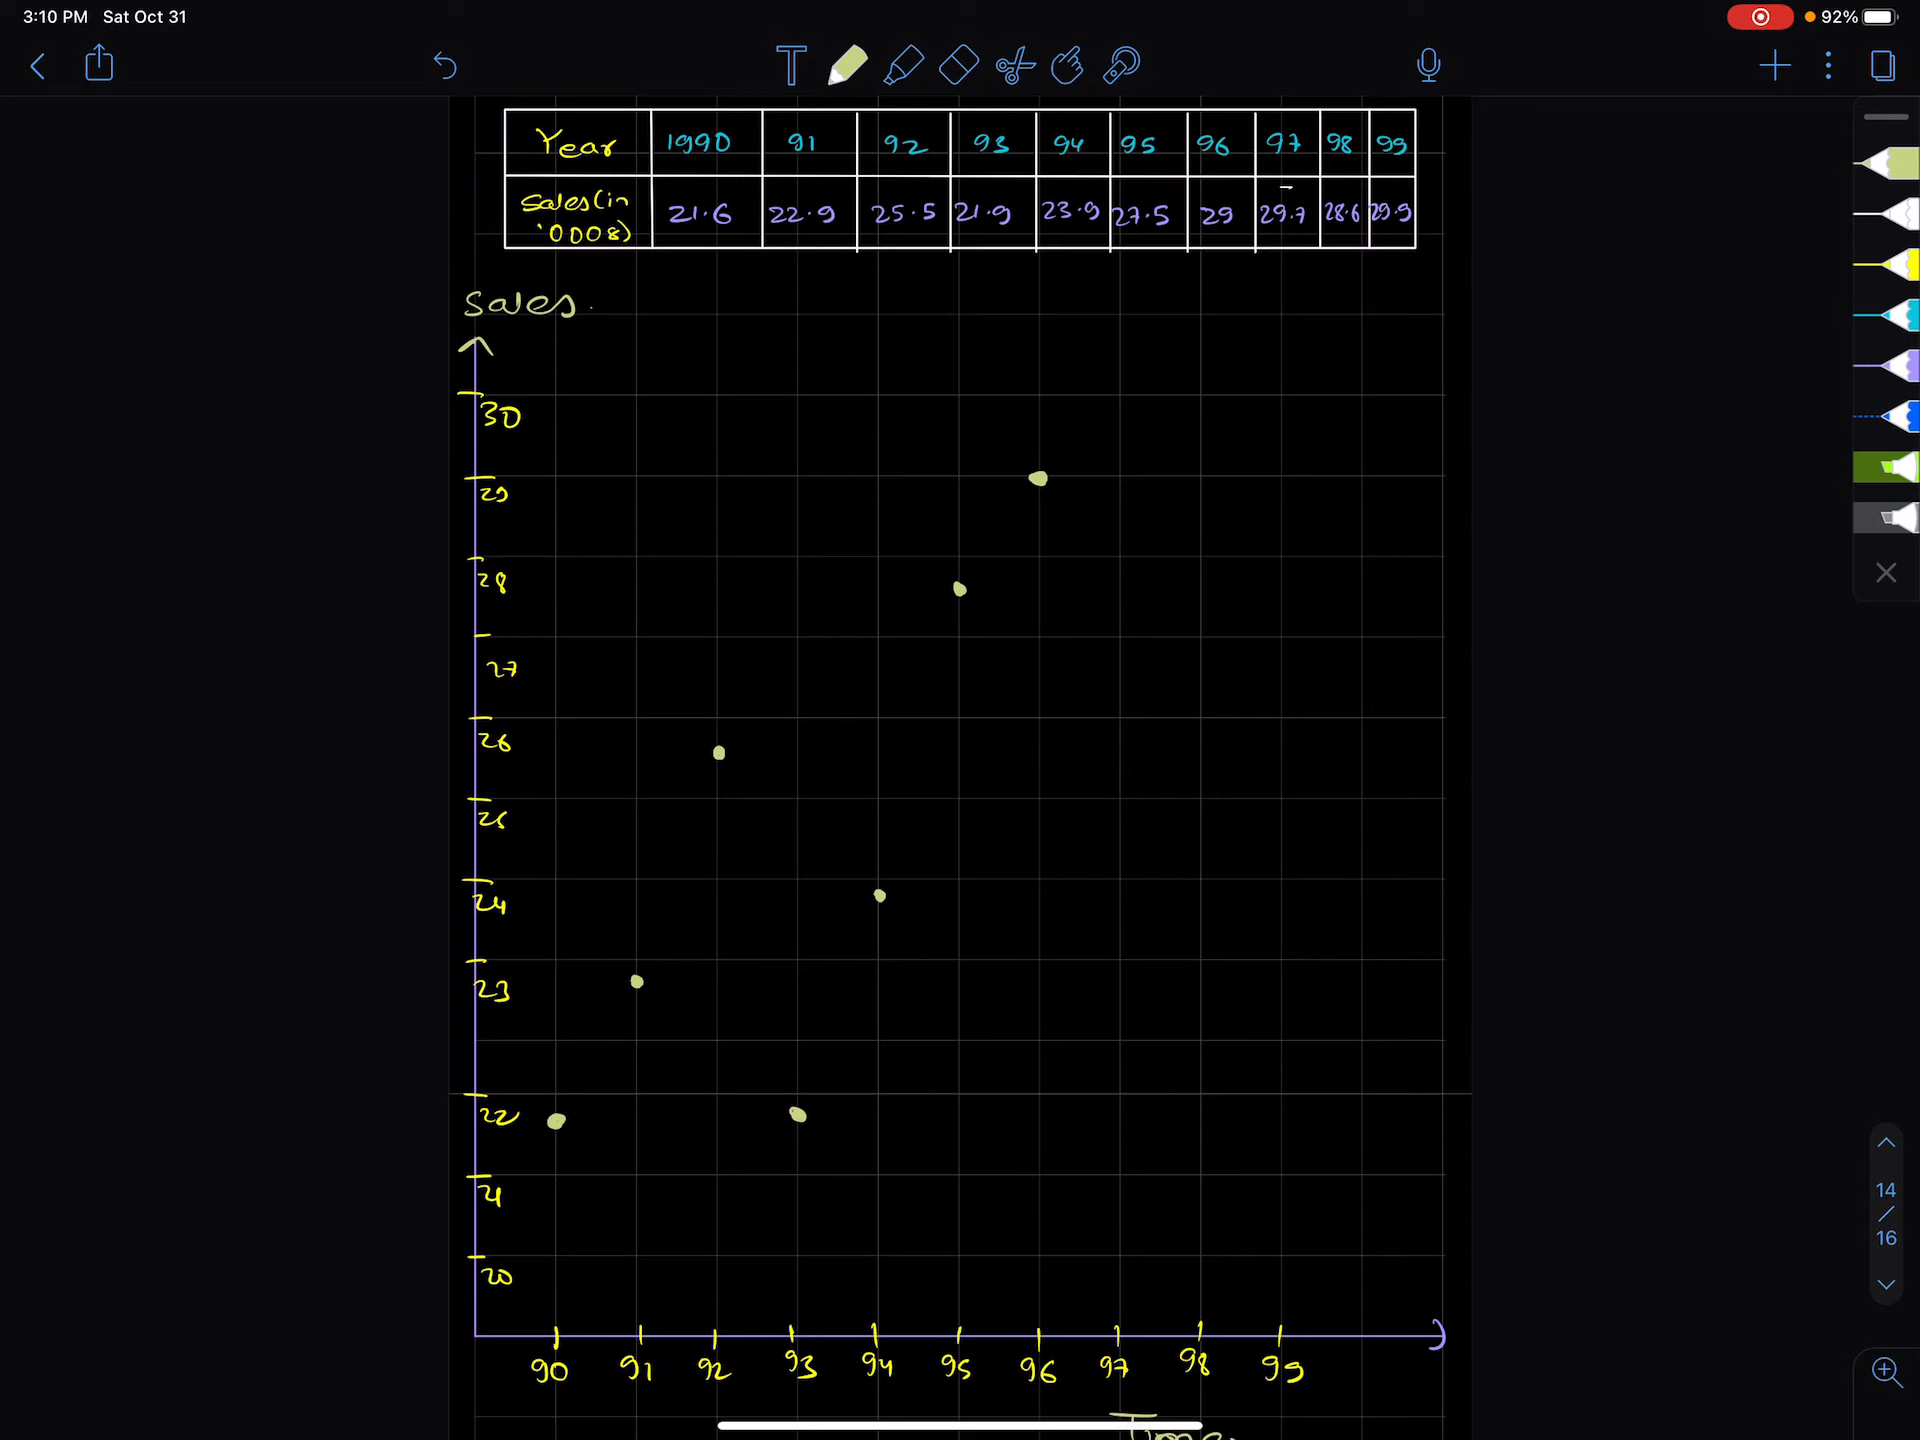 3:10 PM Sat Oct 31
92%
T
Year 1990 91 92 93 94 95 96 97 98 99
Sales (in '000s) 21.6 22.9 25.5 21.9 23.9 27.5 29 29.7 28.6 29.9
Sales
30
29
28
27
26
25
24
23
22
21
20
90 91 92 93 94 95 96 97 98 99
Time
14
/
16